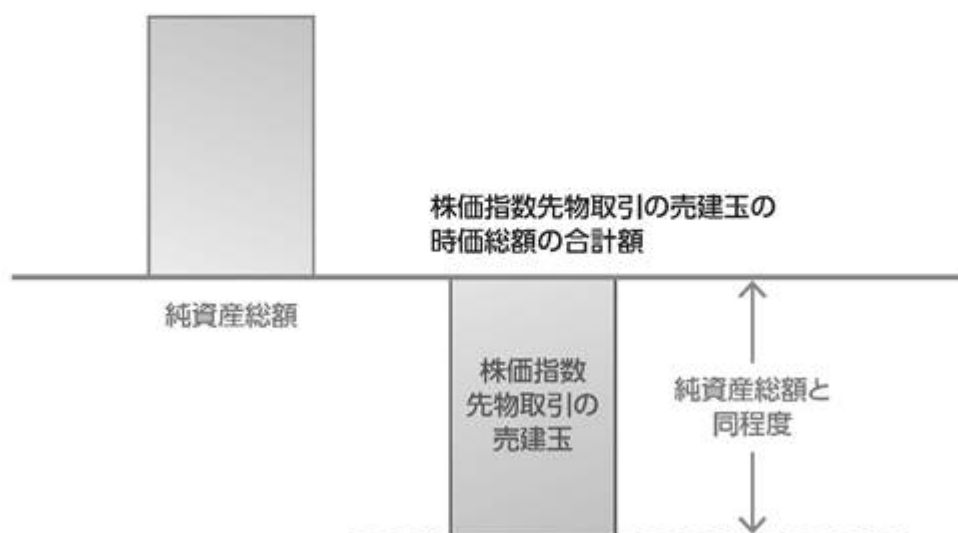 株価指数先物取引の売建玉の
時価総額の合計額
純資産総額
株価指数
先物取引の
売建玉
純資産総額と
同程度